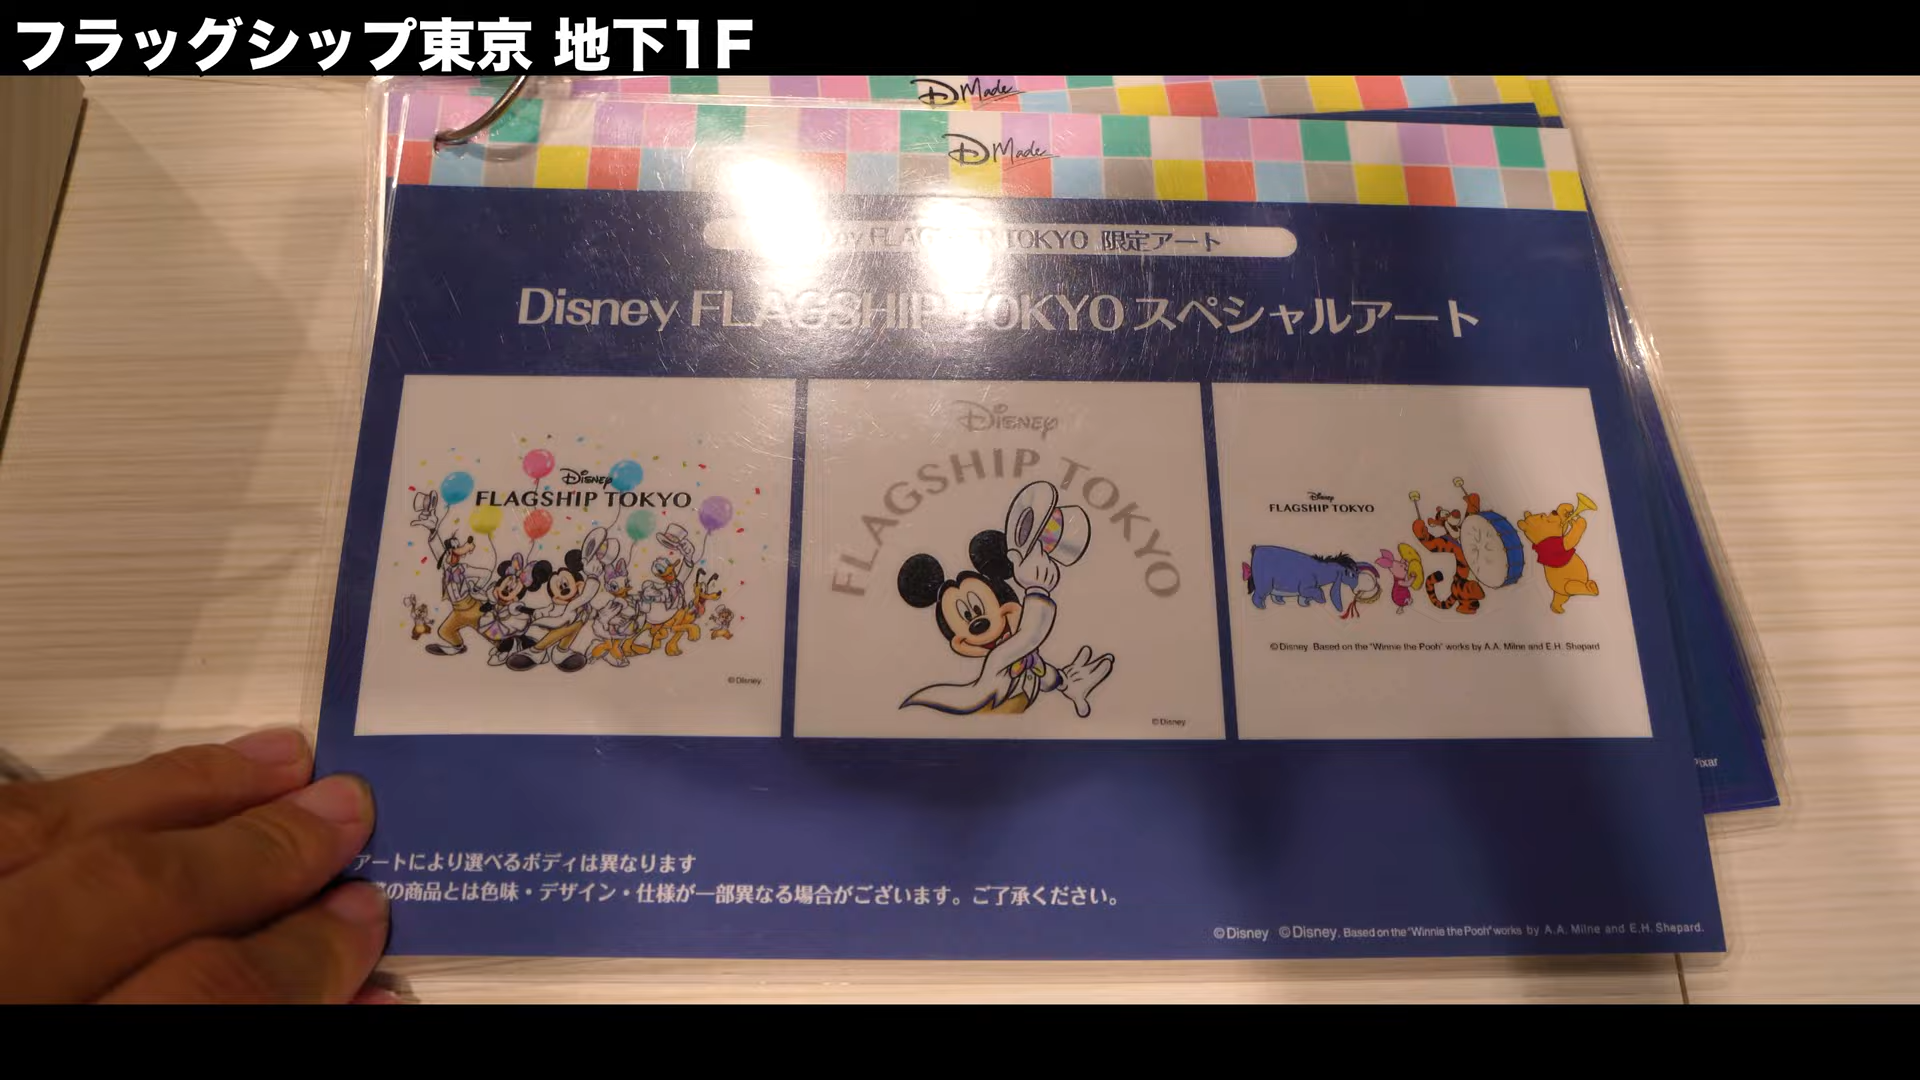 フラッグシップ東京 地下1F
D Made
D Made
FLAGSHIP TOKYO 限定アート
Disney FLAGSHIP TOKYO スペシャルアート
Disney
FLAGSHIP TOKYO
©Disney
Disney
FLAGSHIP TOKYO
©Disney
Disney
FLAGSHIP TOKYO
©Disney. Based on the "Winnie the Pooh" works by A.A. Milne and E.H. Shepard
Pixar
アートにより選べるボディは異なります
の商品とは色味・デザイン・仕様が一部異なる場合がございます。ご了承ください。
©Disney ©Disney. Based on the "Winnie the Pooh" works by A.A. Milne and E.H. Shepard.